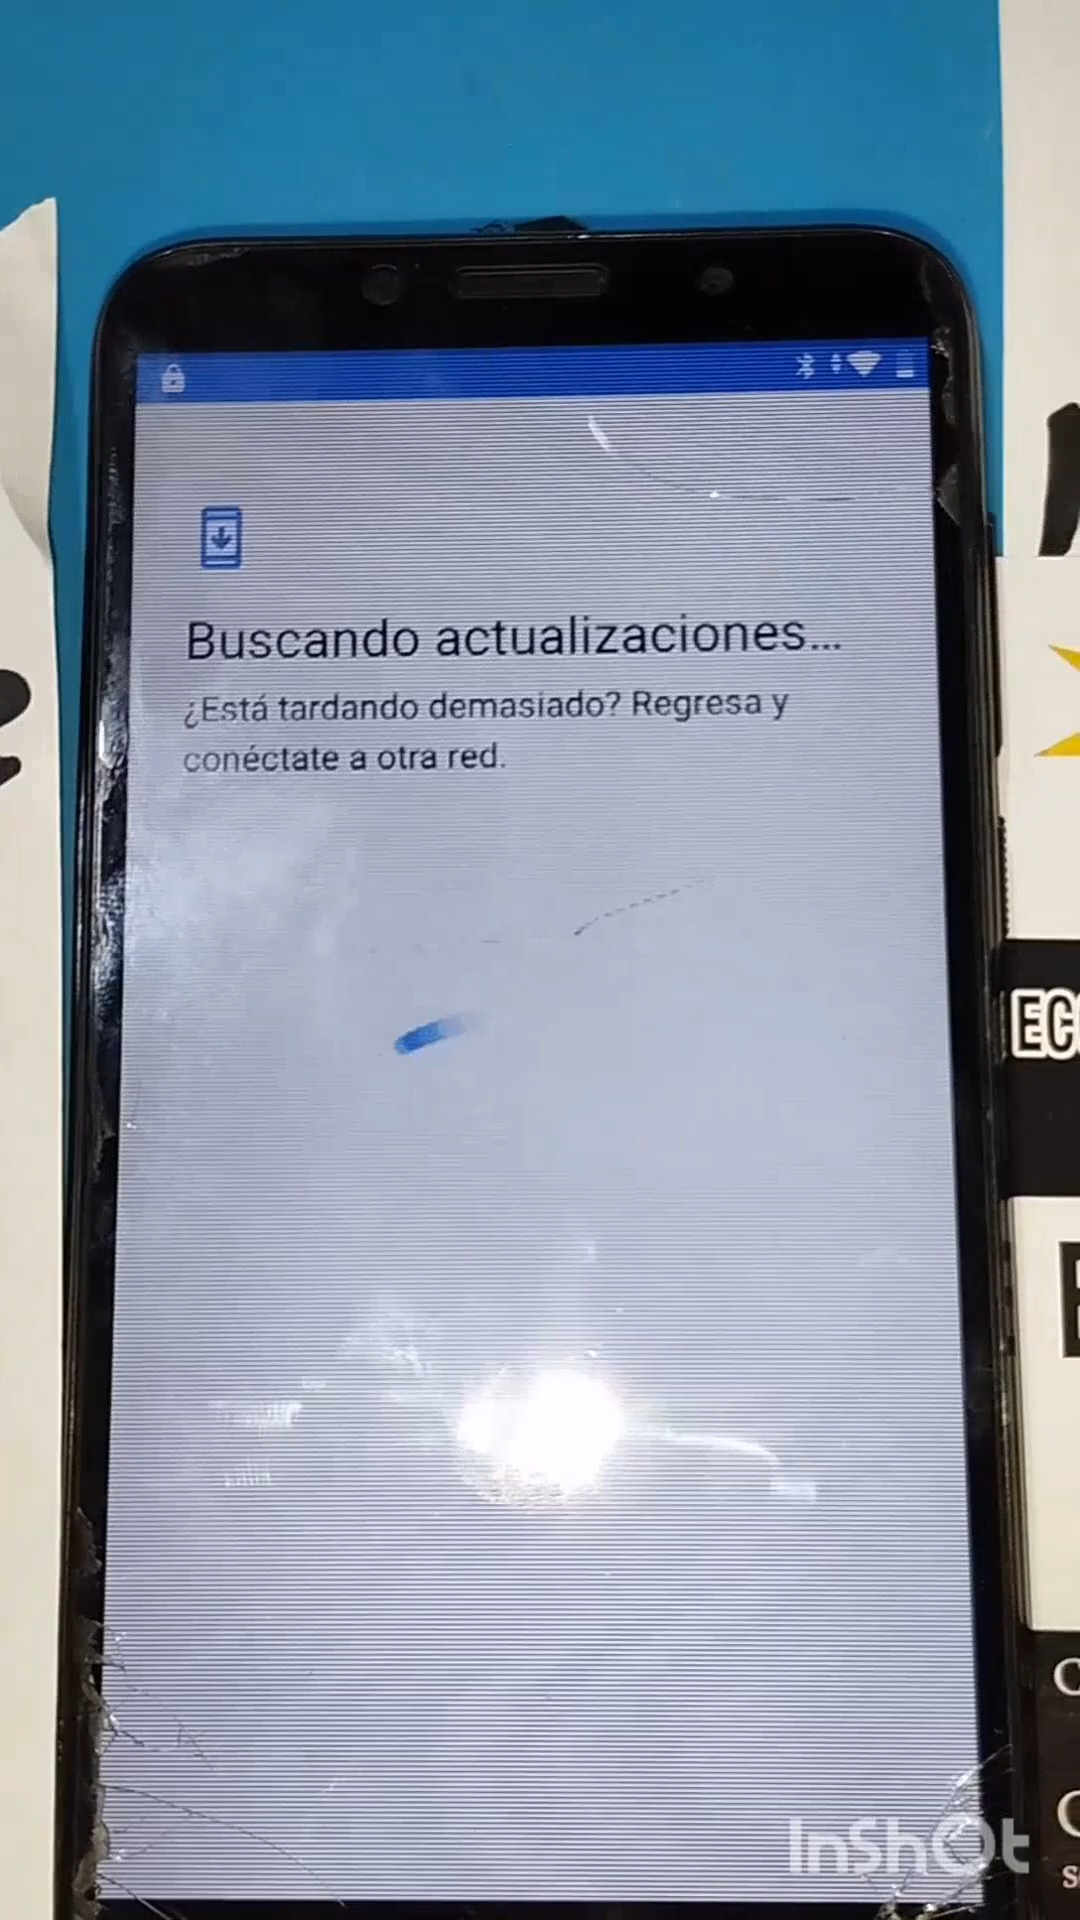 Buscando actualizaciones...
¿Está tardando demasiado? Regresa y
conéctate a otra red.
InShOt